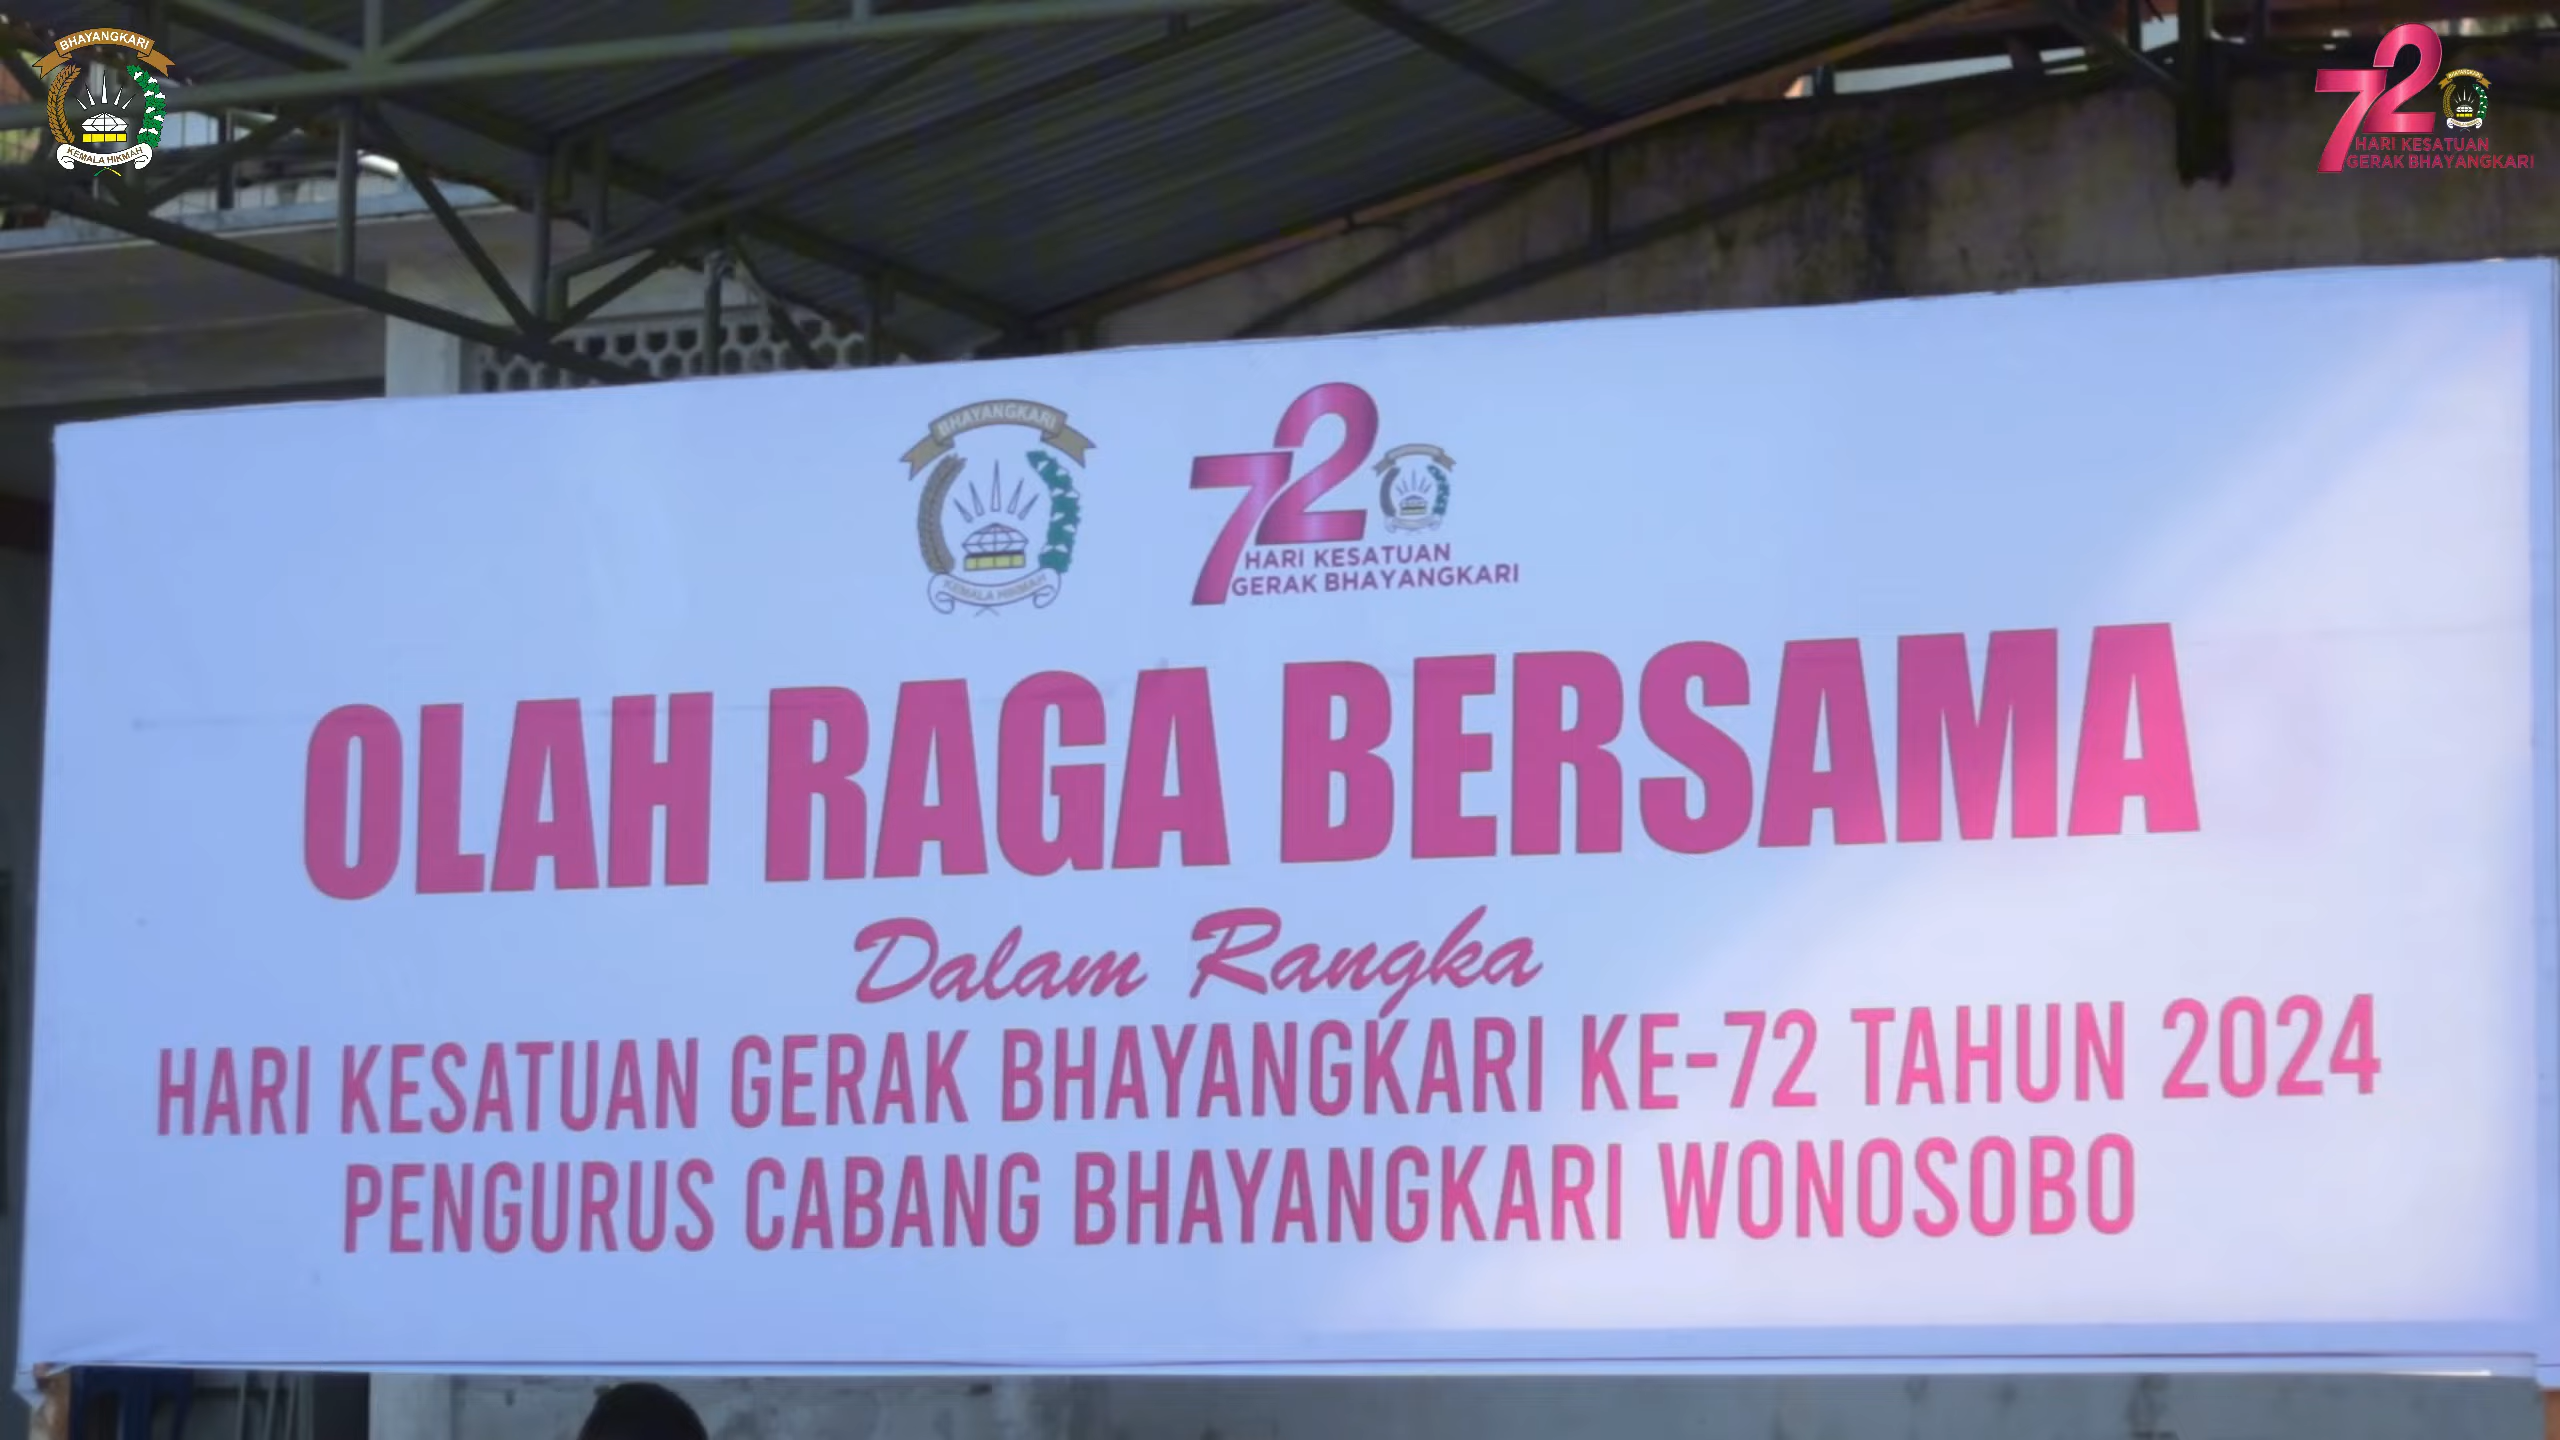 BHAYANGKARI
KEMALA HIKMAH
72
HARI KESATUAN
GERAK BHAYANGKARI
BHAYANGKARI
KEMALA HIKMAH
72
HARI KESATUAN
GERAK BHAYANGKARI
OLAH RAGA BERSAMA
Dalam Rangka
HARI KESATUAN GERAK BHAYANGKARI KE-72 TAHUN 2024
PENGURUS CABANG BHAYANGKARI WONOSOBO